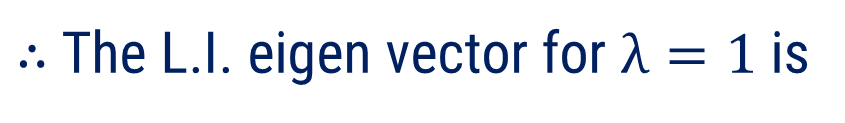 ∴ The L.I. eigen vector for λ = 1 is